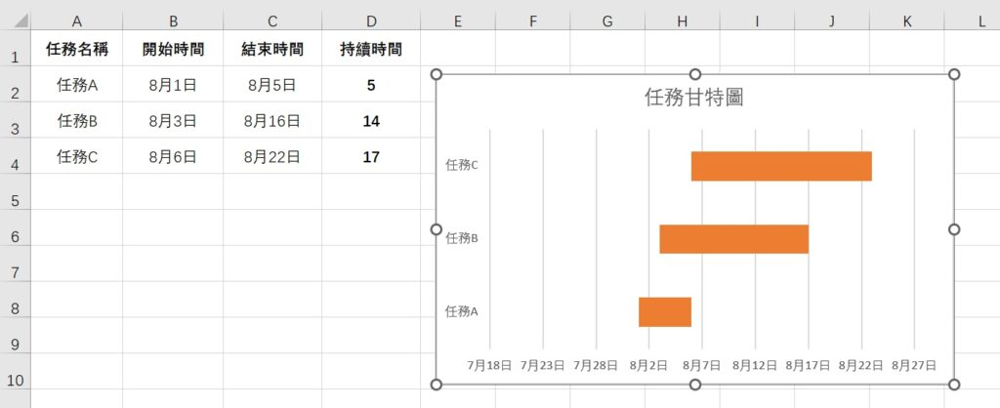 A B C D E F G H I J K L
1 任務名稱 開始時間 結束時間 持續時間
2 任務A 8月1日 8月5日 5
3 任務B 8月3日 8月16日 14
4 任務C 8月6日 8月22日 17
5
6
7
8
9
10
任務甘特圖
任務C
任務B
任務A
7月18日 7月23日 7月28日 8月2日 8月7日 8月12日 8月17日 8月22日 8月27日